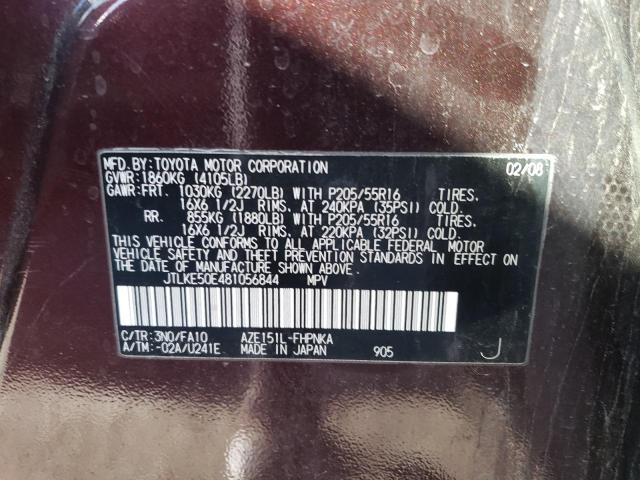 MFD.BY:TOYOTA MOTOR CORPORATION 02/08
GVWR:1860KG (4105LB)
GAWR:FRT. 1030KG (2270LB) WITH P205/55R16 TIRES,
16X6 1/2J RIMS, AT 240KPA (35PSI) COLD.
RR. 855KG (1880LB) WITH P205/55R16 TIRES,
16X6 1/2J RIMS, AT 220KPA (32PSI) COLD.
THIS VEHICLE CONFORMS TO ALL APPLICABLE FEDERAL MOTOR
VEHICLE SAFETY AND THEFT PREVENTION STANDARDS IN EFFECT ON
THE DATE OF MANUFACTURE SHOWN ABOVE.
JTLKE50E481056844 MPV
C/TR:3N0/FA10 AZE151L-FHPNKA
A/TM:-02A/U241E MADE IN JAPAN 905 J